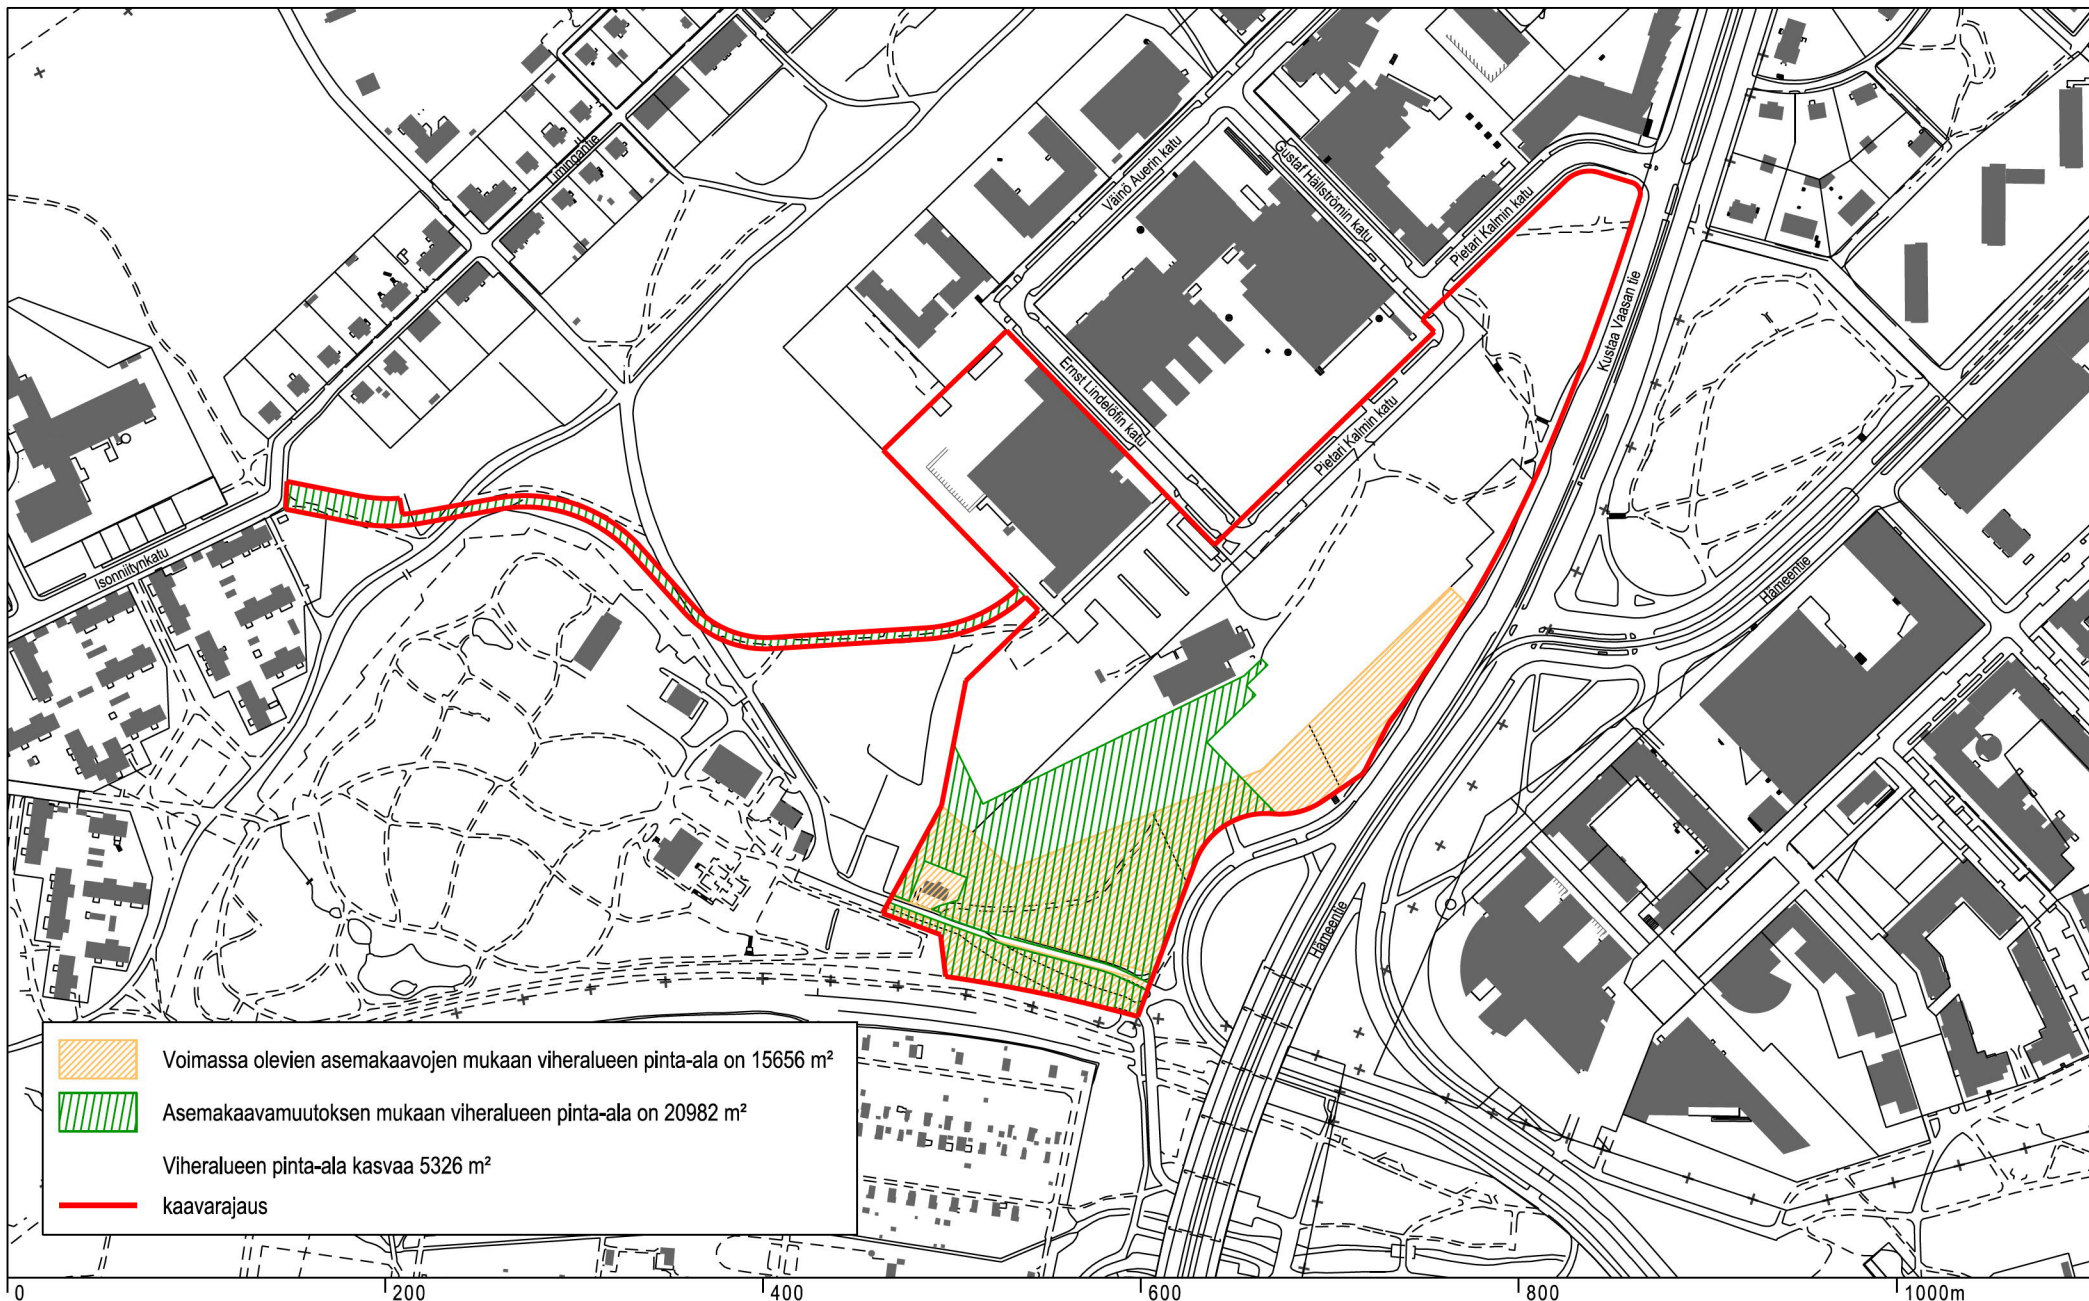 Limingantie
Väinö Auerin katu
Gustaf Hällströmin katu
Pietari Kalmin katu
Kustaa Vaasan tie
Ernst Lindelöfin katu
Pietari Kalmin katu
Isonniitynkatu
Hämeentie
Hämeentie
Voimassa olevien asemakaavojen mukaan viheralueen pinta-ala on 15656 m²
Asemakaavamuutoksen mukaan viheralueen pinta-ala on 20982 m²
Viheralueen pinta-ala kasvaa 5326 m²
kaavarajaus
0 200 400 600 800 1000m